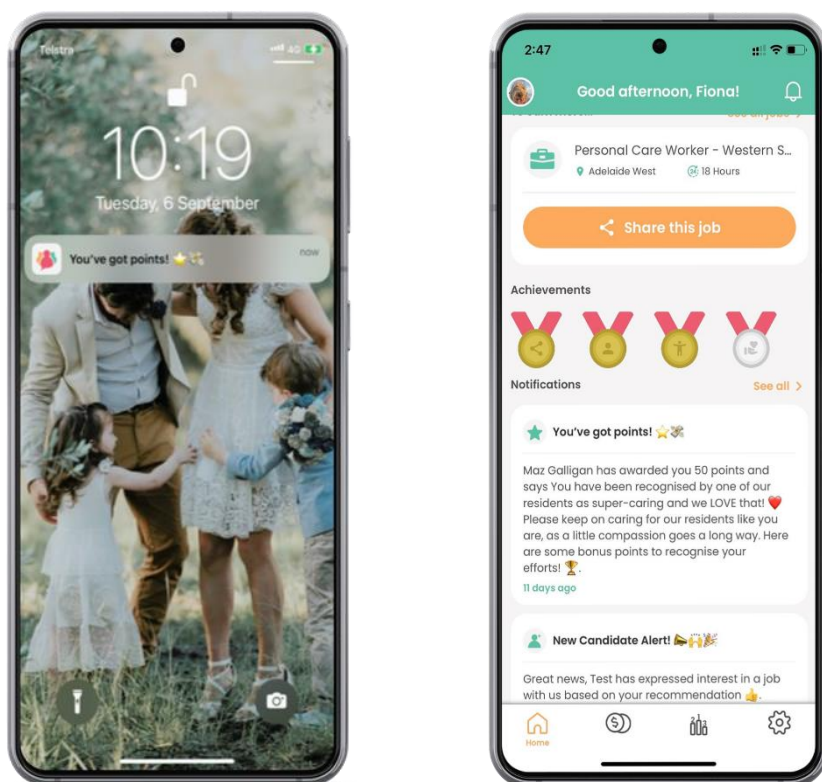 Telstra
4G
10:19
Tuesday, 6 September
You've got points! ⭐💸
now
2:47
Good afternoon, Fiona!
See all jobs >
Personal Care Worker - Western S...
Adelaide West
18 Hours
Share this job
Achievements
Notifications
See all >
You've got points! ⭐💸
Maz Galligan has awarded you 50 points and
says You have been recognised by one of our
residents as super-caring and we LOVE that! ❤️
Please keep on caring for our residents like you
are, as a little compassion goes a long way. Here
are some bonus points to recognise your
efforts! 🏆.
11 days ago
New Candidate Alert! 📣🙌🎉
Great news, Test has expressed interest in a job
with us based on your recommendation 👍.
Home